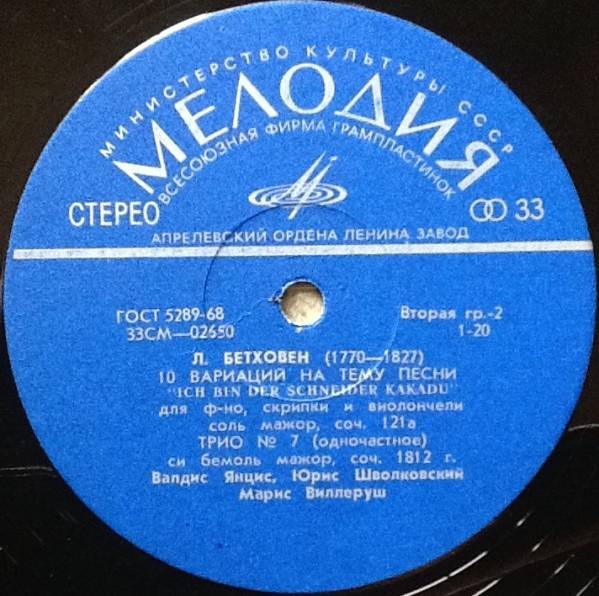 МИНИСТЕРСТВО КУЛЬТУРЫ СССР
МЕЛОДИЯ
ВСЕСОЮЗНАЯ ФИРМА ГРАМПЛАСТИНОК
СТЕРЕО
33
АПРЕЛЕВСКИЙ ОРДЕНА ЛЕНИНА ЗАВОД
ГОСТ 5289-68 Вторая гр.-2
33СМ—02650 1-20
Л. БЕТХОВЕН (1770—1827)
10 ВАРИАЦИЙ НА ТЕМУ ПЕСНИ
"ICH BIN DER SCHNEIDER KAKADU"
для ф-но, скрипки и виолончели
соль мажор, соч. 121а
ТРИО № 7 (одночастное)
си бемоль мажор, соч. 1812 г.
Валдис Янцис, Юрис Шволковский
Марис Виллеруш